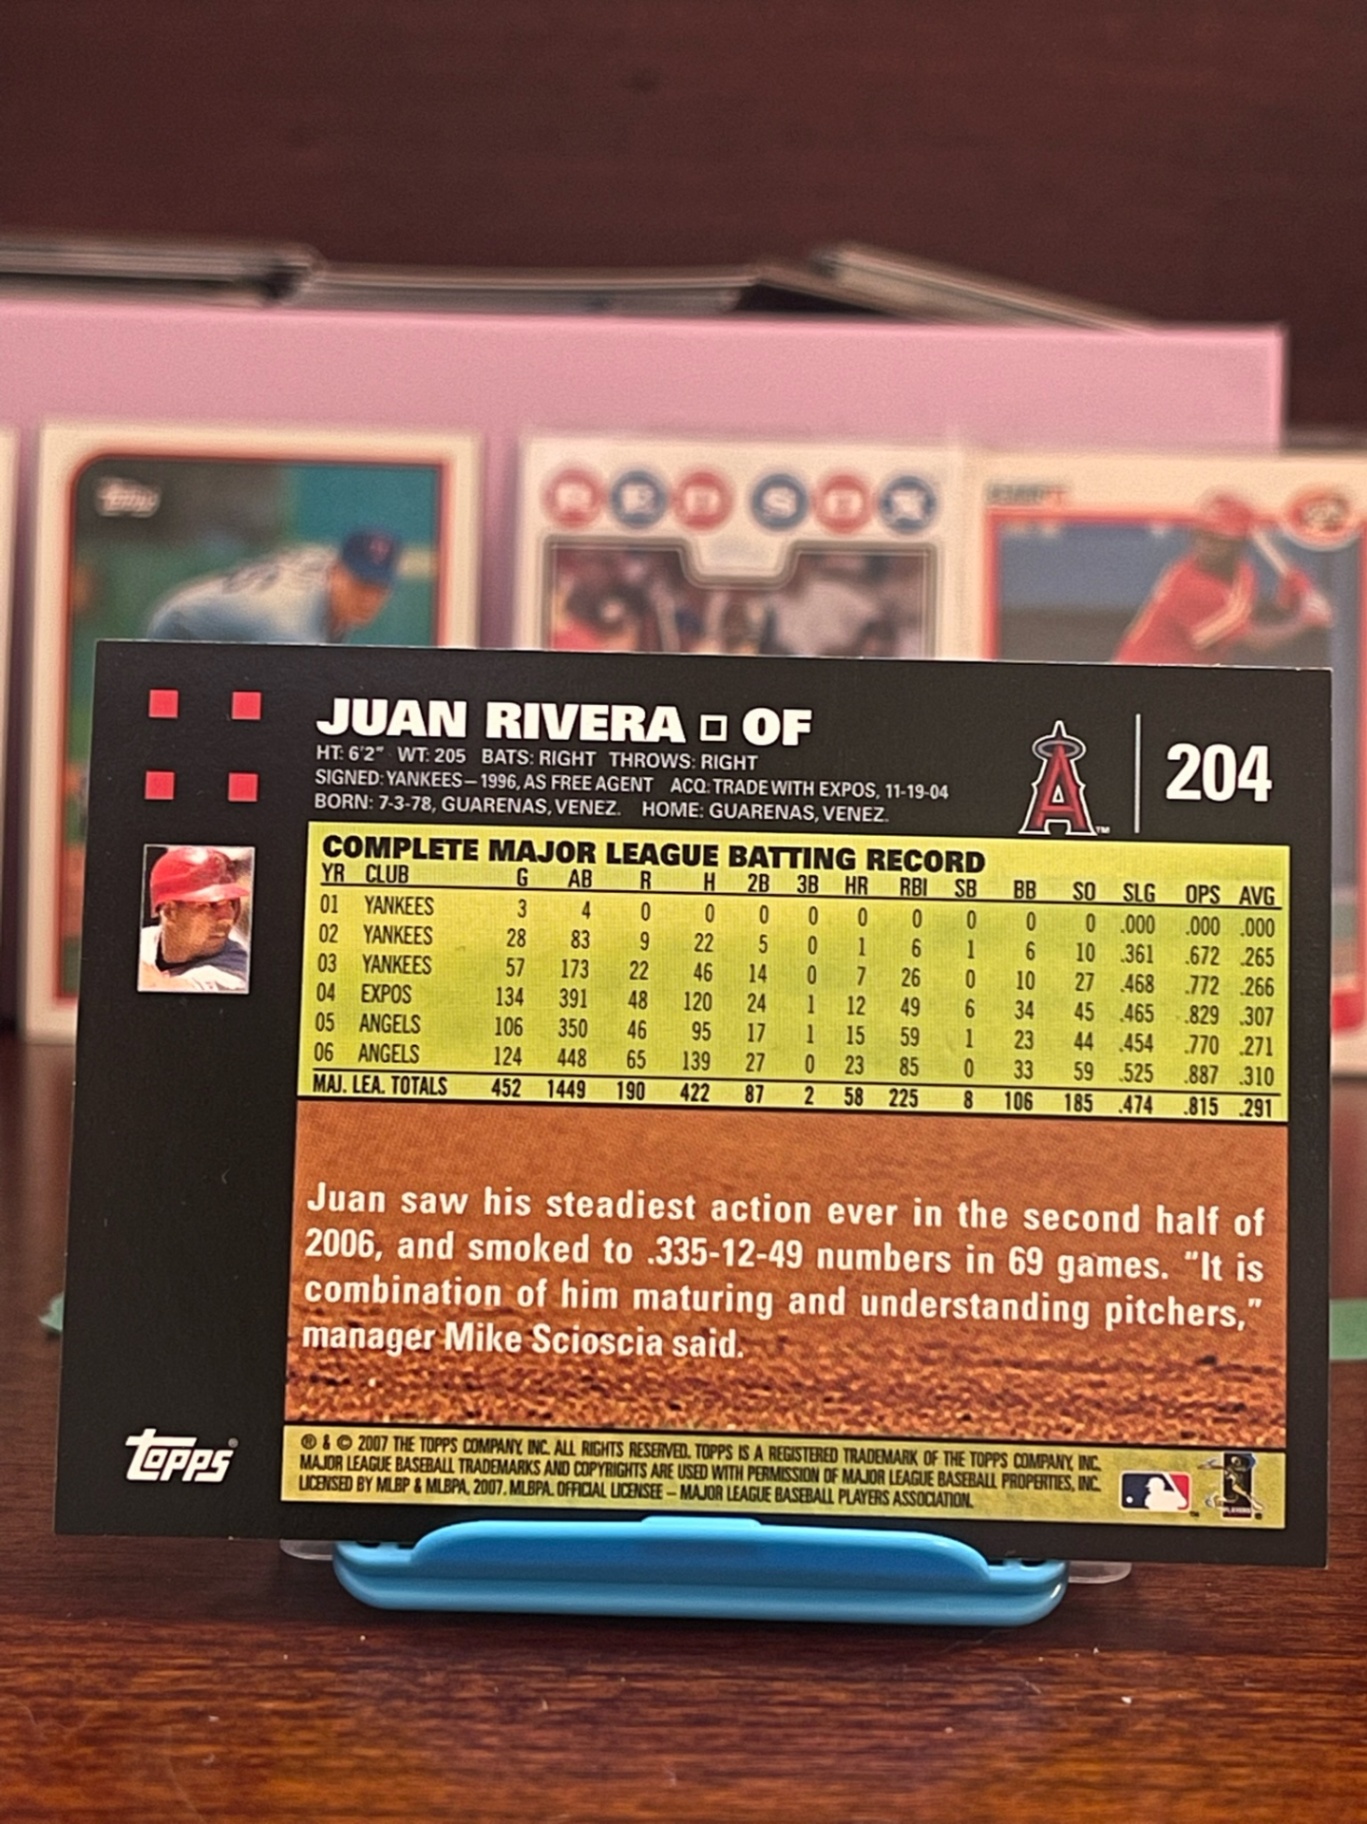 Topps
RED SOX
JUAN RIVERA □ OF
HT: 6'2" WT: 205 BATS: RIGHT THROWS: RIGHT
SIGNED: YANKEES – 1996, AS FREE AGENT ACQ: TRADE WITH EXPOS, 11-19-04
BORN: 7-3-78, GUARENAS, VENEZ. HOME: GUARENAS, VENEZ.
A™
204
COMPLETE MAJOR LEAGUE BATTING RECORD
YR CLUB G AB R H 2B 3B HR RBI SB BB SO SLG OPS AVG
01 YANKEES 3 4 0 0 0 0 0 0 0 0 0 .000 .000 .000
02 YANKEES 28 83 9 22 5 0 1 6 1 6 10 .361 .672 .265
03 YANKEES 57 173 22 46 14 0 7 26 0 10 27 .468 .772 .266
04 EXPOS 134 391 48 120 24 1 12 49 6 34 45 .465 .829 .307
05 ANGELS 106 350 46 95 17 1 15 59 1 23 44 .454 .770 .271
06 ANGELS 124 448 65 139 27 0 23 85 0 33 59 .525 .887 .310
MAJ. LEA. TOTALS 452 1449 190 422 87 2 58 225 8 106 185 .474 .815 .291
Juan saw his steadiest action ever in the second half of
2006, and smoked to .335-12-49 numbers in 69 games. "It is
combination of him maturing and understanding pitchers,"
manager Mike Scioscia said.
Topps®
® & © 2007 THE TOPPS COMPANY, INC. ALL RIGHTS RESERVED. TOPPS IS A REGISTERED TRADEMARK OF THE TOPPS COMPANY, INC.
MAJOR LEAGUE BASEBALL TRADEMARKS AND COPYRIGHTS ARE USED WITH PERMISSION OF MAJOR LEAGUE BASEBALL PROPERTIES, INC.
LICENSED BY MLBP & MLBPA, 2007. MLBPA. OFFICIAL LICENSEE – MAJOR LEAGUE BASEBALL PLAYERS ASSOCIATION.